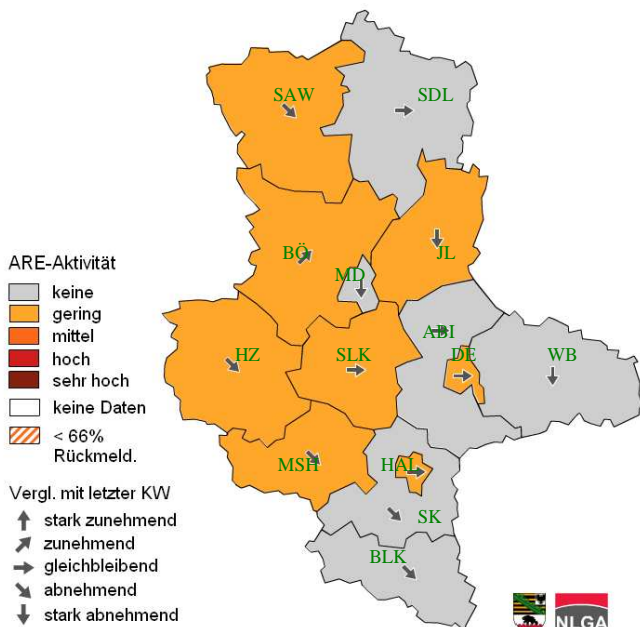 SAW
SDL
BÖ
MD
JL
ARE-Aktivität
keine
gering
mittel
hoch
sehr hoch
keine Daten
< 66%
Rückmeld.
HZ
SLK
ABI
DE
WB
MSH
HAL
SK
BLK
Vergl. mit letzter KW
stark zunehmend
zunehmend
gleichbleibend
abnehmend
stark abnehmend
NLGA